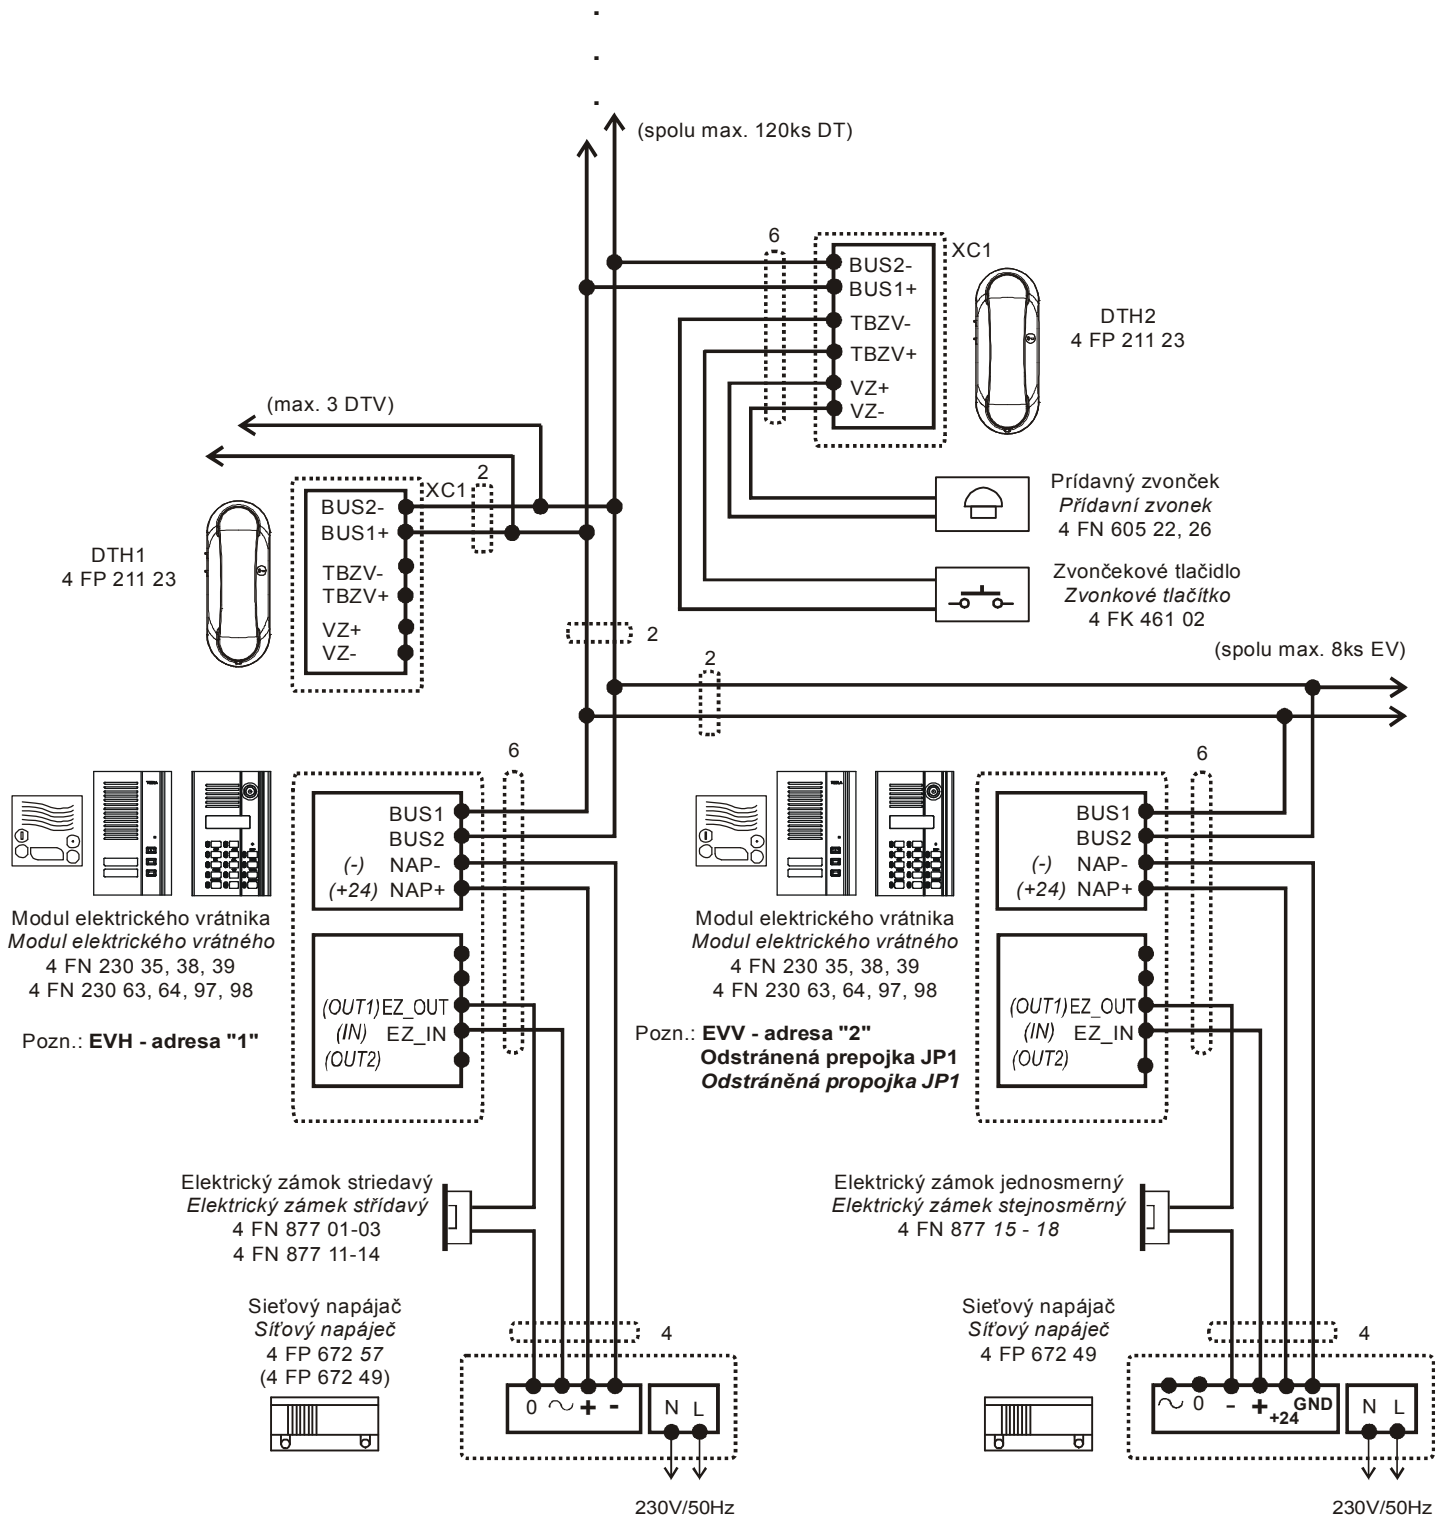 (spolu max. 120ks DT)
6
XC1
BUS2-
BUS1+
TBZV-
TBZV+
VZ+
VZ-
DTH2
4 FP 211 23
(max. 3 DTV)
2
XC1
BUS2-
BUS1+
TBZV-
TBZV+
VZ+
VZ-
DTH1
4 FP 211 23
Prídavný zvonček
Přídavní zvonek
4 FN 605 22, 26
Zvončekové tlačidlo
Zvonkové tlačítko
4 FK 461 02
2
2
(spolu max. 8ks EV)
6
BUS1
BUS2
(-) NAP-
(+24) NAP+
(OUT1) EZ_OUT
(IN) EZ_IN
(OUT2)
Modul elektrického vrátnika
Modul elektrického vrátného
4 FN 230 35, 38, 39
4 FN 230 63, 64, 97, 98
Pozn.: EVH - adresa "1"
6
BUS1
BUS2
(-) NAP-
(+24) NAP+
(OUT1) EZ_OUT
(IN) EZ_IN
(OUT2)
Modul elektrického vrátnika
Modul elektrického vrátného
4 FN 230 35, 38, 39
4 FN 230 63, 64, 97, 98
Pozn.: EVV - adresa "2"
Odstránená prepojka JP1
Odstráněná propojka JP1
Elektrický zámok striedavý
Elektrický zámek střídavý
4 FN 877 01-03
4 FN 877 11-14
Elektrický zámok jednosmerný
Elektrický zámek stejnosměrný
4 FN 877 15 - 18
Sieťový napájač
Síťový napáječ
4 FP 672 57
(4 FP 672 49)
4
0 ~ + -
N L
230V/50Hz
Sieťový napájač
Síťový napáječ
4 FP 672 49
4
~ 0 - + +24 GND
N L
230V/50Hz